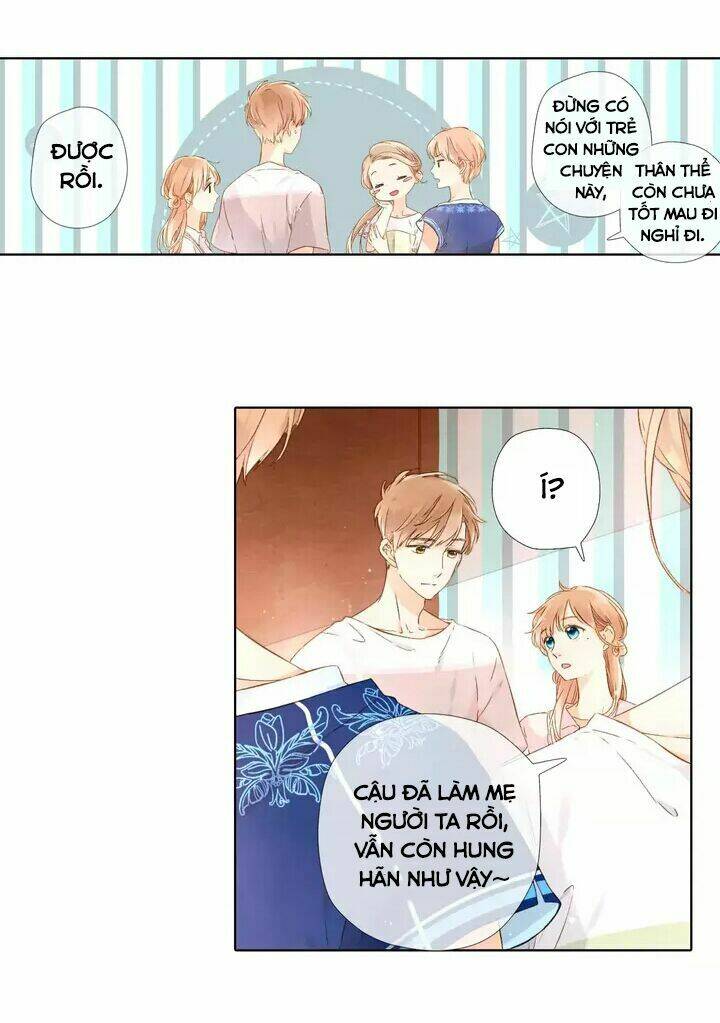 ĐƯỢC
RỒI.
ĐỪNG CÓ
NÓI VỚI TRẺ
CON NHỮNG
CHUYỆN
NÀY,
THÂN THỂ
CÒN CHƯA
TỐT MAU ĐI
NGHỈ ĐI.
Í?
CẬU ĐÃ LÀM MẸ
NGƯỜI TA RỒI,
VẪN CÒN HUNG
HÃN NHƯ VẬY~